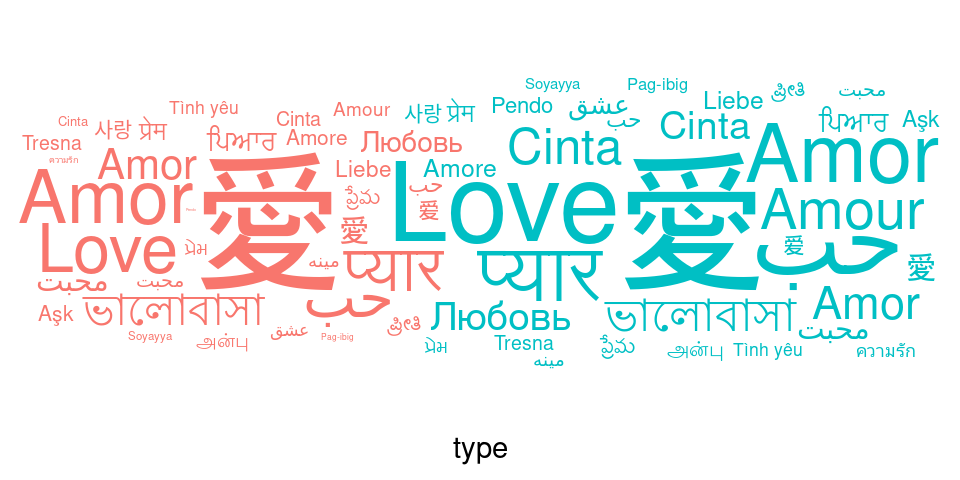 Soyayya
Pag-ibig
محبت
ప్రీతి
Liebe
عشق
Pendo
Tình yêu
Cinta
Amour
사랑
प्रेम
Cinta
حب
Cinta
ਪਿਆਰ
Aşk
Cinta
사랑
प्रेम
ਪਿਆਰ
Amore
Любовь
Tresna
ความรัก
Amor
Liebe
Amore
Amor
Amor
愛
ప్రేమ
حب
愛
Love
愛
Amour
愛
Love
પ્રેમ
مينه
प्यार
प्यार
حب
愛
愛
محبت
محبت
ভালোবাসা
حب
ভালোবাসা
Amor
Aşk
Любовь
محبت
عشق
ప్రీతి
Soyayya
Pag-ibig
அன்பு
પ્રેમ
Tresna
ప్రేమ
அன்பு
Tình yêu
ความรัก
مينه
type